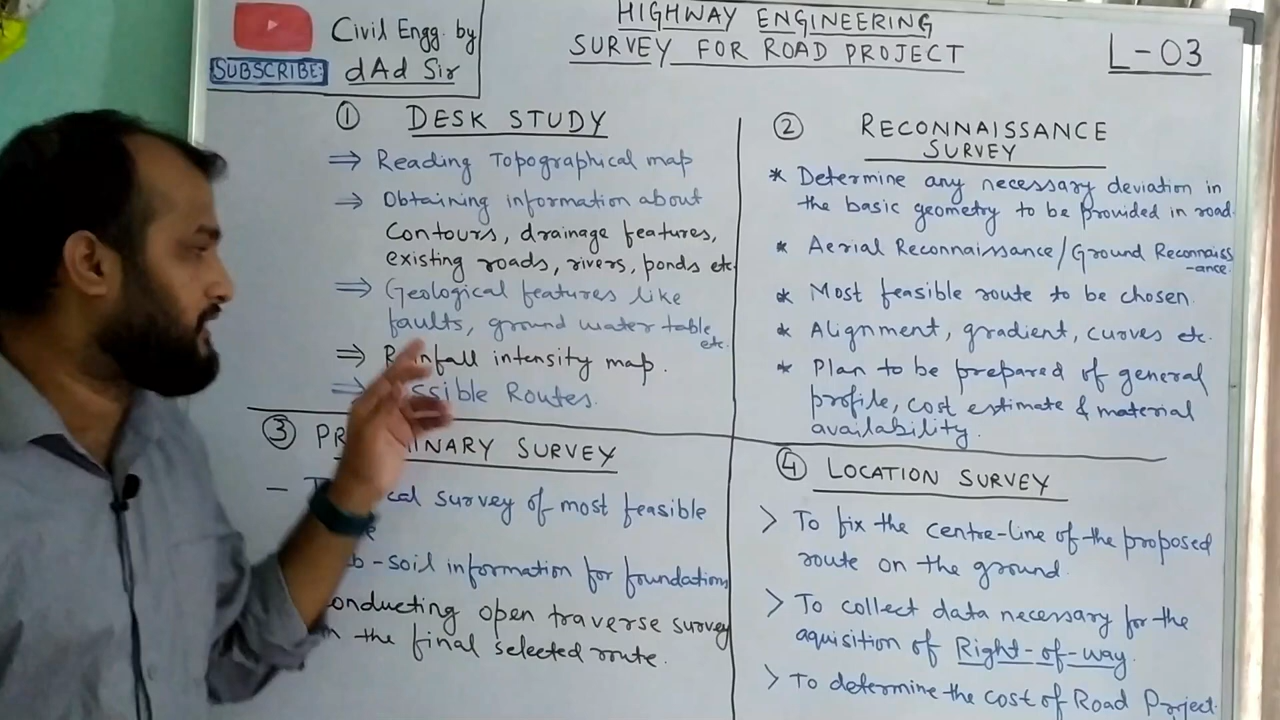 Civil Engg. by
SUBSCRIBE:
dAd Sir
HIGHWAY ENGINEERING
SURVEY FOR ROAD PROJECT
L-03
① DESK STUDY
⇒ Reading Topographical map
⇒ Obtaining information about
contours, drainage features,
existing roads, rivers, ponds etc
⇒ Geological features like
faults, ground water table
etc.
⇒ Rainfall intensity map.
⇒ Routes.
② RECONNAISSANCE
SURVEY
* Determine any necessary deviation in
the basic geometry to be provided in road.
* Aerial Reconnaissance/Ground Reconnaiss
-ance.
* Most feasible route to be chosen.
* Alignment, gradient, curves etc.
* Plan to be prepared of general
profile, cost estimate & material
availability.
③ SURVEY
- survey of most feasible
-soil information for foundations
open traverse survey
the final selected route.
④ LOCATION SURVEY
> To fix the centre-line of the proposed
route on the ground.
> To collect data necessary for the
aquisition of Right-of-way.
> To determine the cost of Road Project.